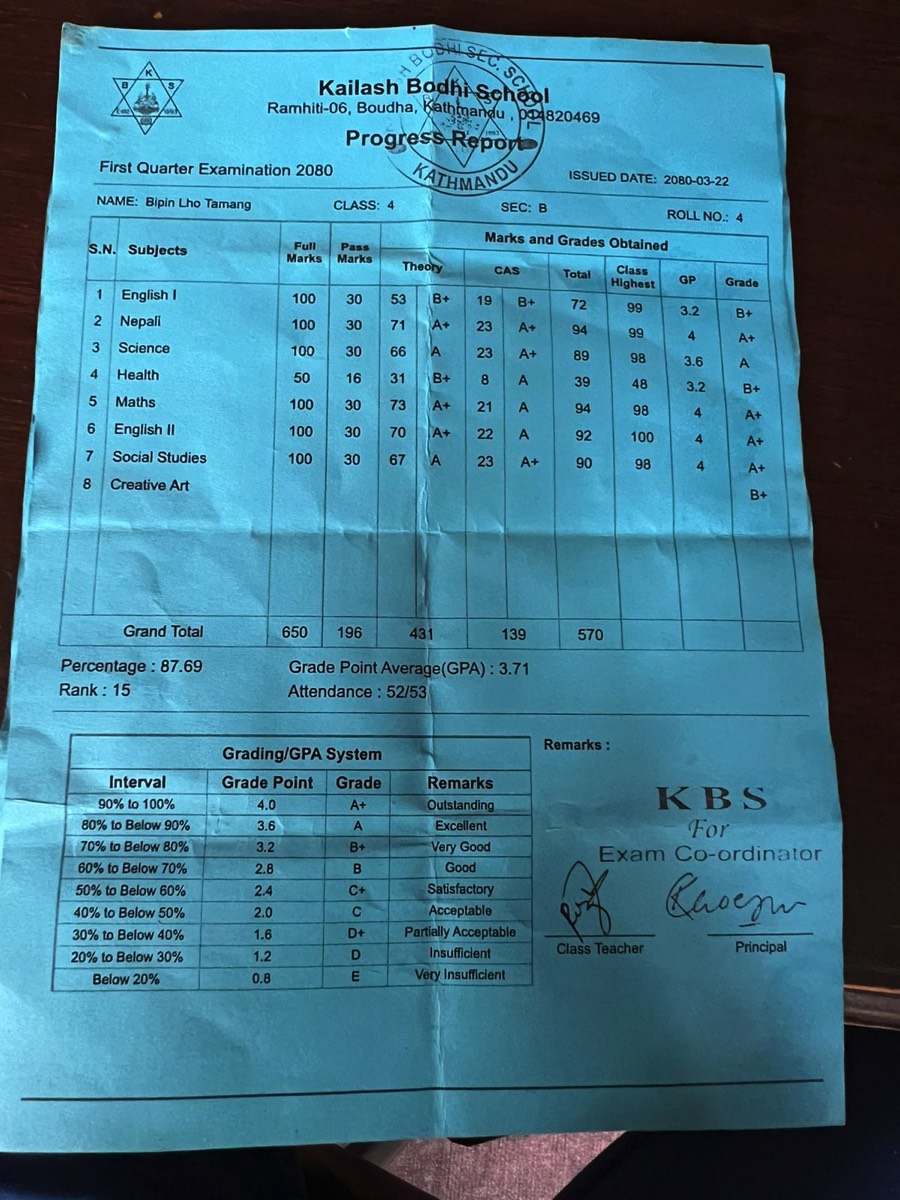 B K S
Kailash Bodhi School
Ramhiti-06, Boudha, Kathmandu , 014820469
Progress Report
BODHI SEC. SCHOOL
KATHMANDU
First Quarter Examination 2080
ISSUED DATE: 2080-03-22
NAME: Bipin Lho Tamang CLASS: 4 SEC: B ROLL NO.: 4
S.N. Subjects Full Marks Pass Marks Marks and Grades Obtained
Theory CAS Total Class Highest GP Grade
1 English I 100 30 53 B+ 19 B+ 72 99 3.2 B+
2 Nepali 100 30 71 A+ 23 A+ 94 99 4 A+
3 Science 100 30 66 A 23 A+ 89 98 3.6 A
4 Health 50 16 31 B+ 8 A 39 48 3.2 B+
5 Maths 100 30 73 A+ 21 A 94 98 4 A+
6 English II 100 30 70 A+ 22 A 92 100 4 A+
7 Social Studies 100 30 67 A 23 A+ 90 98 4 A+
8 Creative Art B+
Grand Total 650 196 431 139 570
Percentage : 87.69 Grade Point Average(GPA) : 3.71
Rank : 15 Attendance : 52/53
Grading/GPA System
Interval Grade Point Grade Remarks
90% to 100% 4.0 A+ Outstanding
80% to Below 90% 3.6 A Excellent
70% to Below 80% 3.2 B+ Very Good
60% to Below 70% 2.8 B Good
50% to Below 60% 2.4 C+ Satisfactory
40% to Below 50% 2.0 C Acceptable
30% to Below 40% 1.6 D+ Partially Acceptable
20% to Below 30% 1.2 D Insufficient
Below 20% 0.8 E Very Insufficient
Remarks :
KBS
For
Exam Co-ordinator
Class Teacher Principal